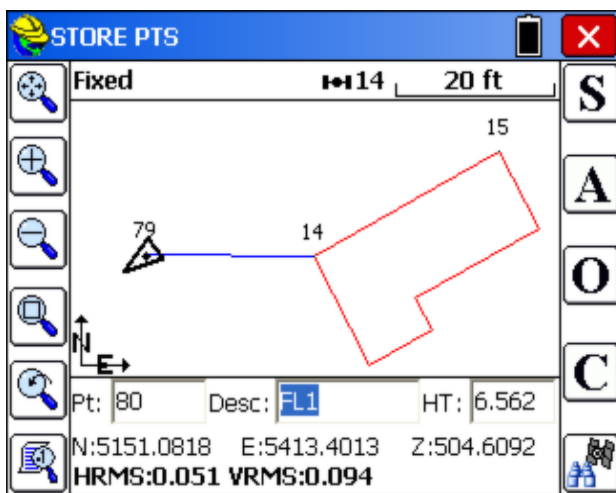 STORE PTS
Fixed 14 20 ft
S
15
A
79 14
O
N
E
C
Pt: 80 Desc: FL1 HT: 6.562
N:5151.0818 E:5413.4013 Z:504.6092
HRMS:0.051 VRMS:0.094